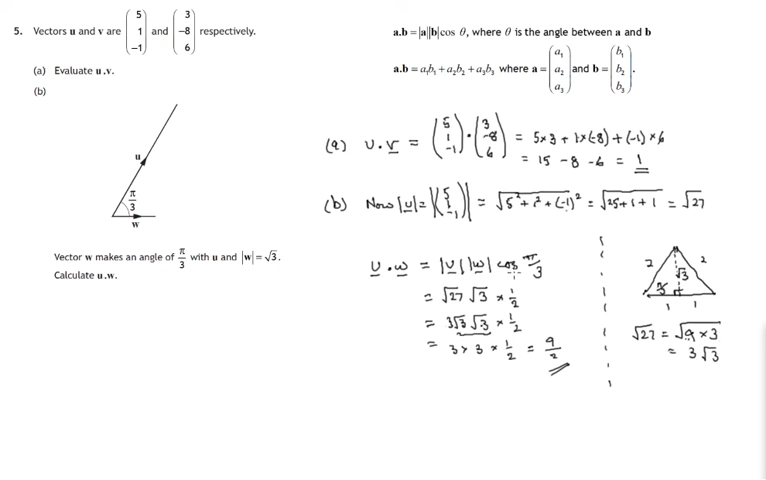 5. Vectors u and v are (5 1 −1) and (3 −8 6) respectively.
(a) Evaluate u.v.
(b)
u
π/3
w
Vector w makes an angle of π/3 with u and |w| = √3.
Calculate u.w.
a.b = |a||b|cos θ, where θ is the angle between a and b
a.b = a₁b₁ + a₂b₂ + a₃b₃ where a = (a₁ a₂ a₃) and b = (b₁ b₂ b₃).
(a) u.v = (5 1 -1) · (3 -8 6) = 5×3 + 1×(-8) + (-1)×6
= 15 - 8 - 6 = 1
(b) Now |u| = |(5 1 -1)| = √5² + 1² + (-1)² = √25+1+1 = √27
u.w = |u||w| cos π/3
= √27 √3 × 1/2
= 3√3 √3 × 1/2
= 3 × 3 × 1/2 = 9/2
2 2
√3
1 1
√27 = √9 × 3
= 3√3